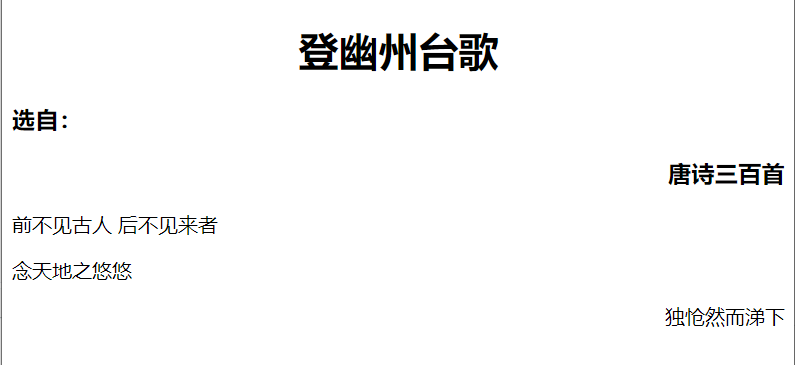 登幽州台歌
选自：
唐诗三百首
前不见古人 后不见来者
念天地之悠悠
独怆然而涕下